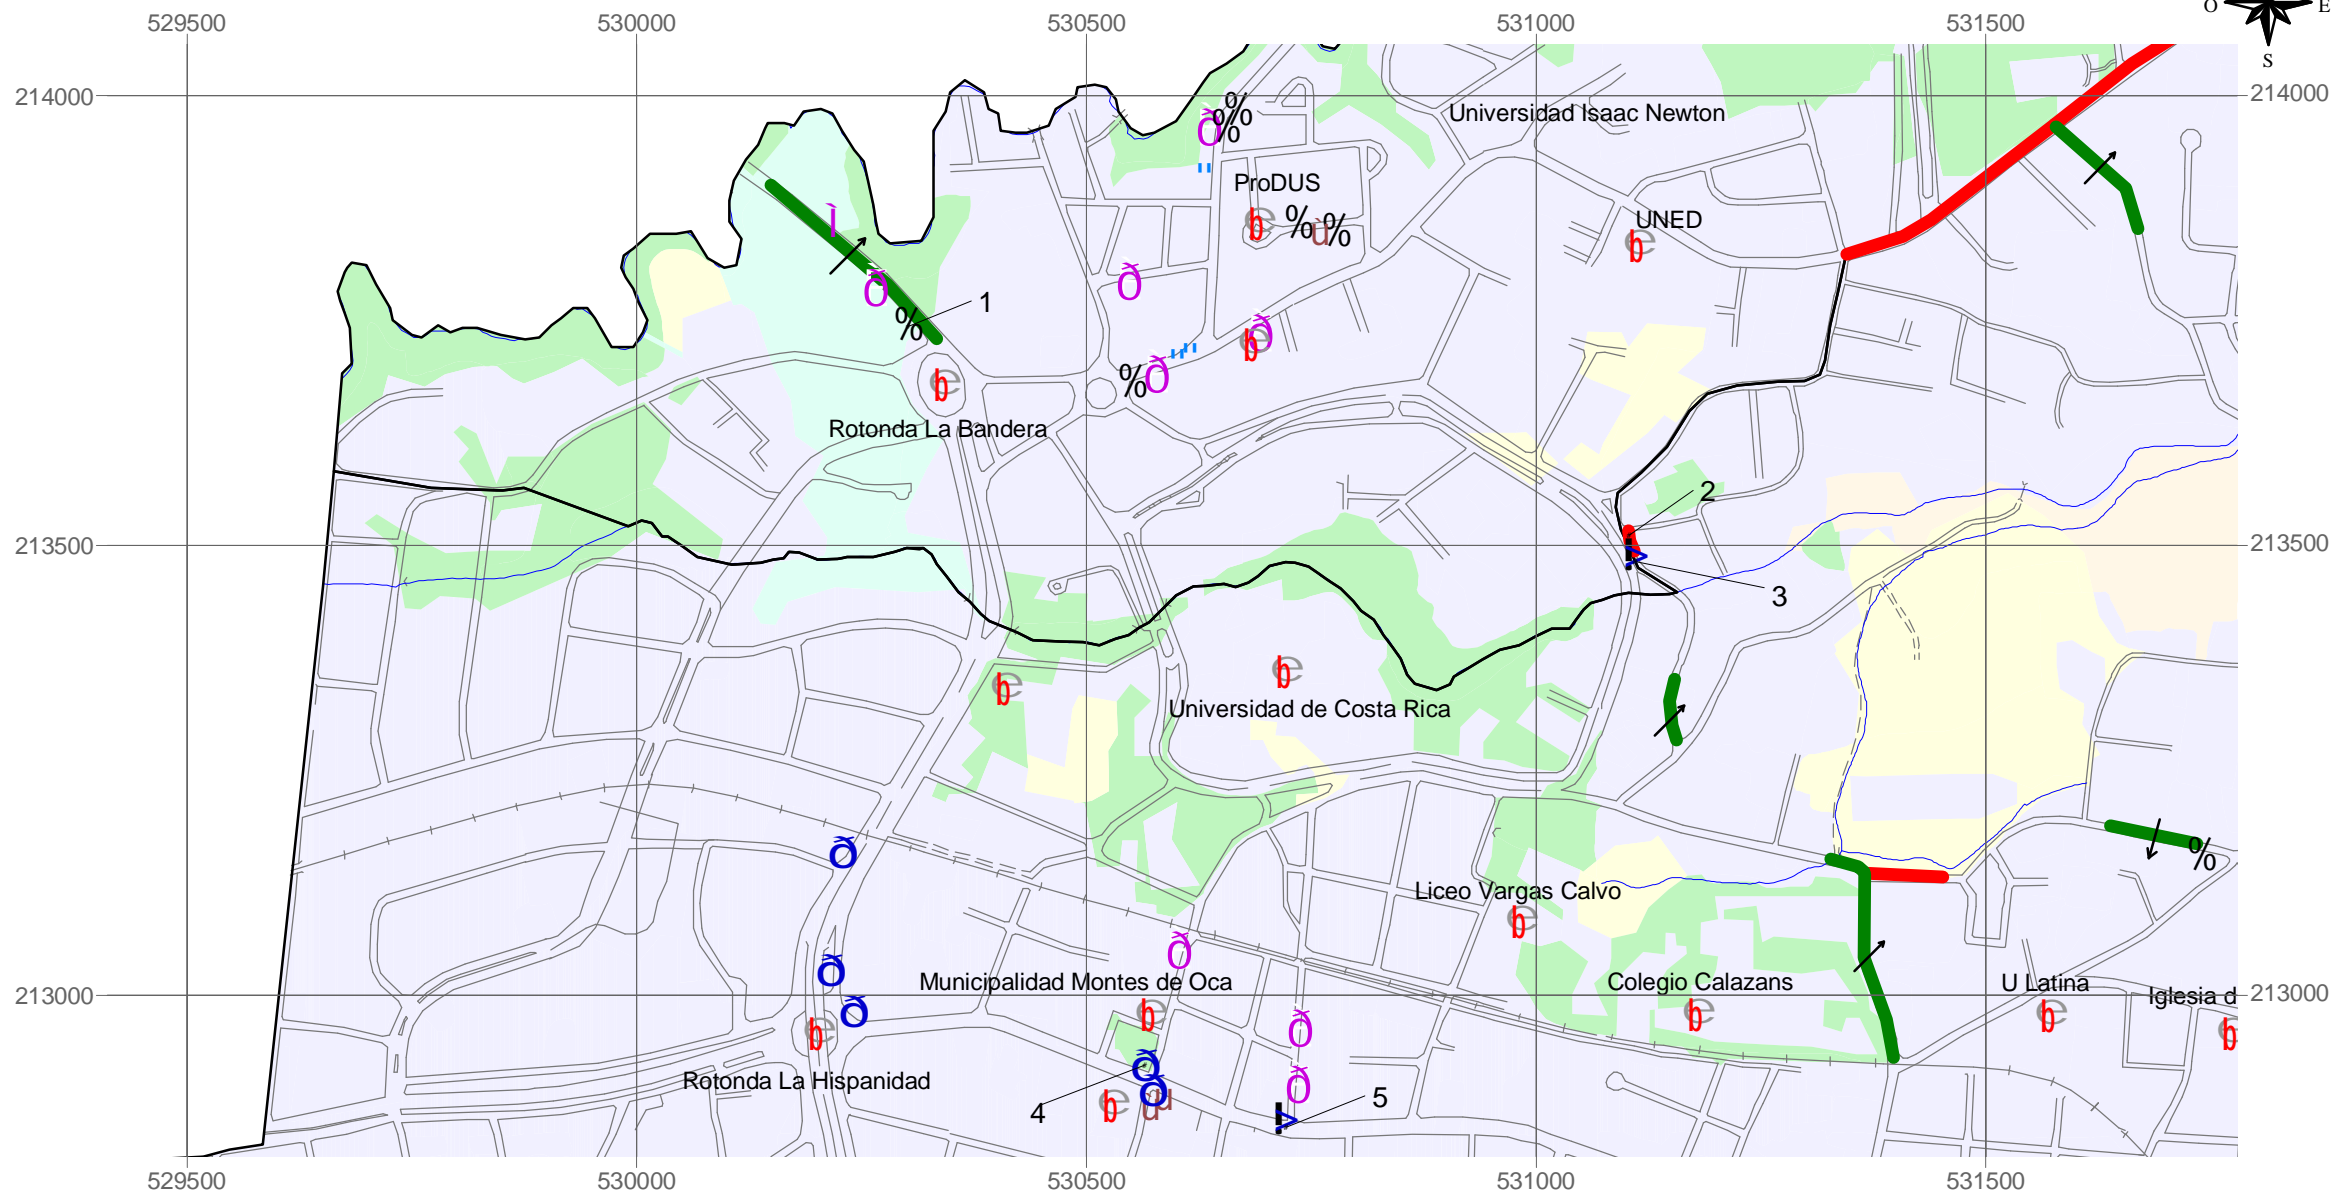 529500 530000 530500 531000 531500
O E
S
214000 214000
Universidad Isaac Newton
ProDUS
UNED
1
Rotonda La Bandera
2
213500 213500
3
Universidad de Costa Rica
Liceo Vargas Calvo
Municipalidad Montes de Oca
Colegio Calazans
U Latina
Iglesia d
213000 213000
Rotonda La Hispanidad
4
5
529500 530000 530500 531000 531500